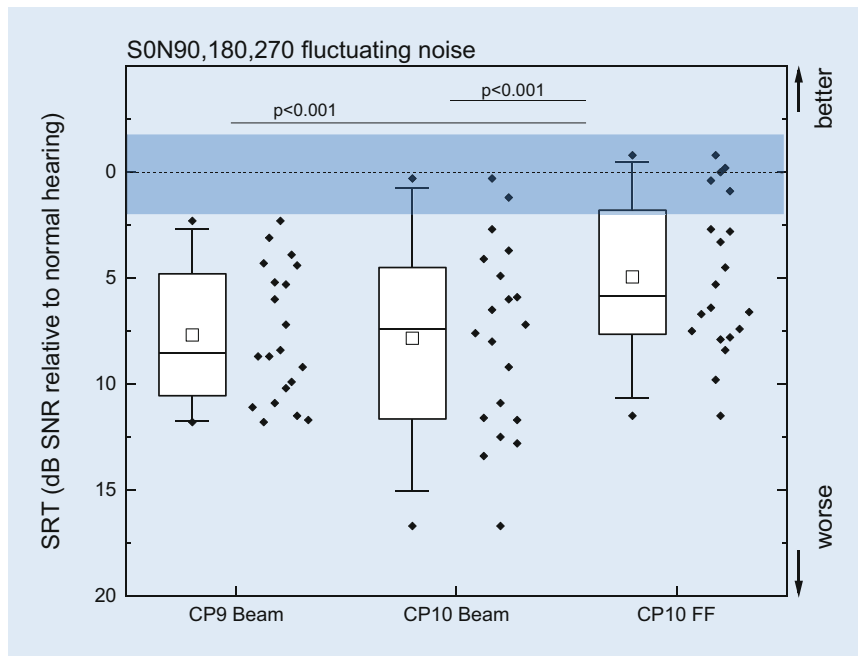 S0N90,180,270 fluctuating noise
better
p<0.001
p<0.001
0
5
10
15
20
SRT (dB SNR relative to normal hearing)
worse
CP9 Beam
CP10 Beam
CP10 FF